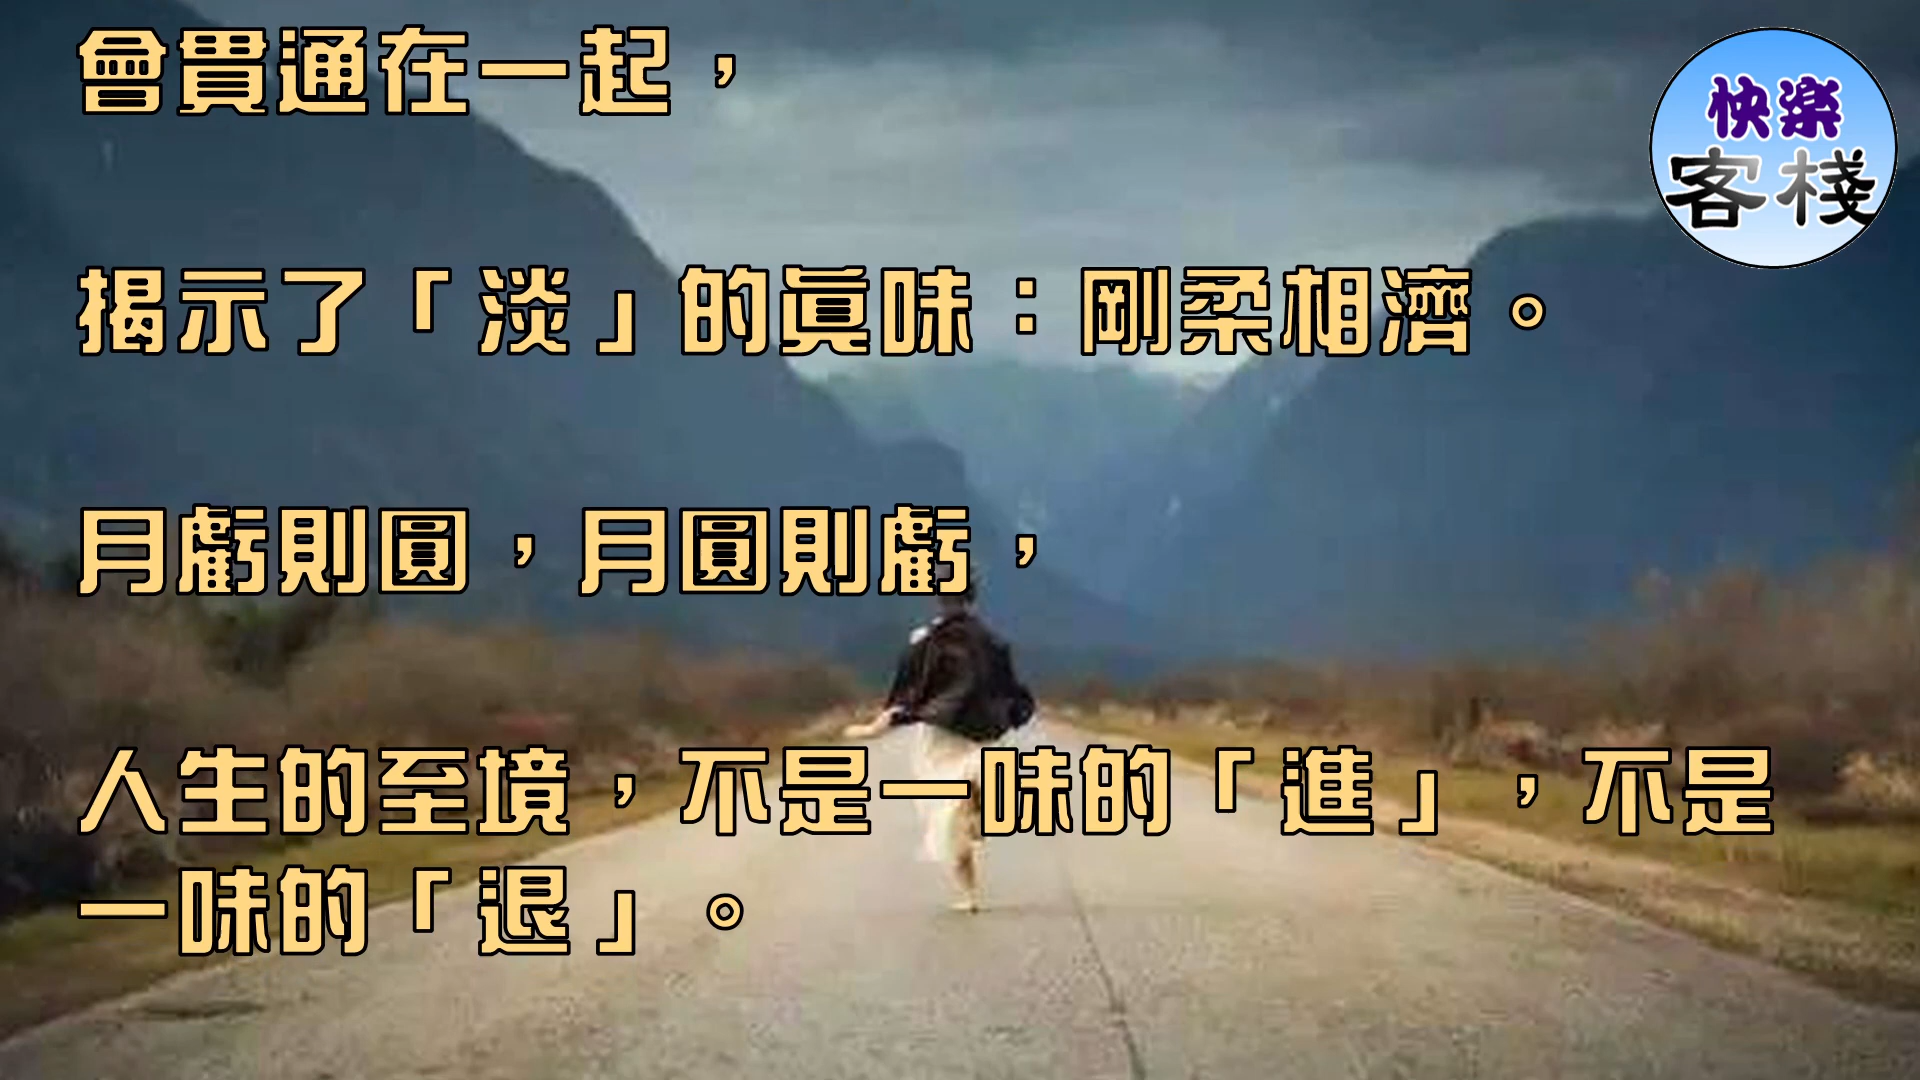 會貫通在一起，
揭示了「淡」的真味：剛柔相濟。
月虧則圓，月圓則虧，
人生的至境，不是一味的「進」，不是
一味的「退」。
快楽
客棧